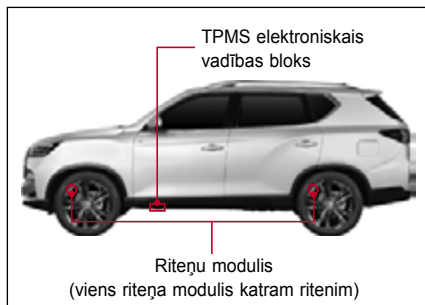 TPMS elektroniskais
vadības bloks
Riteņu modulis
(viens riteņa modulis katram ritenim)